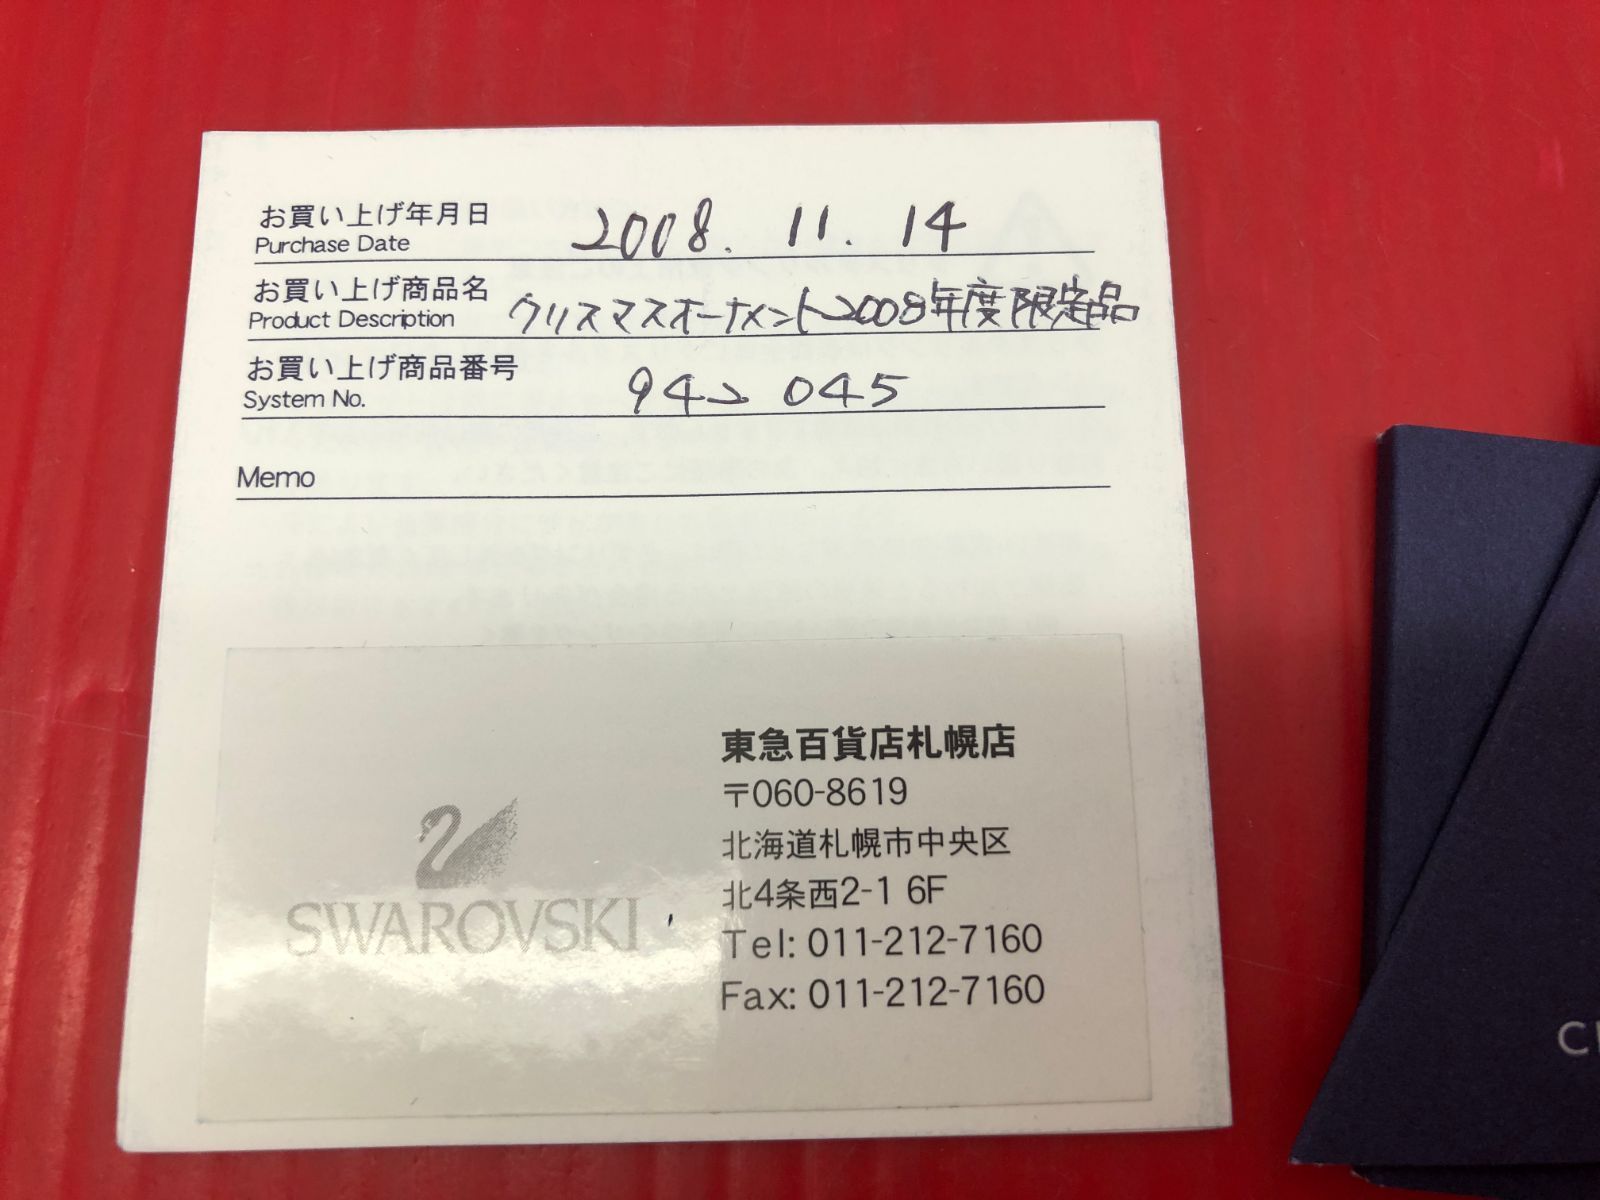 お買い上げ年月日 2008. 11. 14
Purchase Date
お買い上げ商品名 クリスマスオーナメント2008年度限定品
Product Description
お買い上げ商品番号 942 045
System No.
Memo
東急百貨店札幌店
〒060-8619
北海道札幌市中央区
北4条西2-1 6F
SWAROVSKI
Tel: 011-212-7160
Fax: 011-212-7160